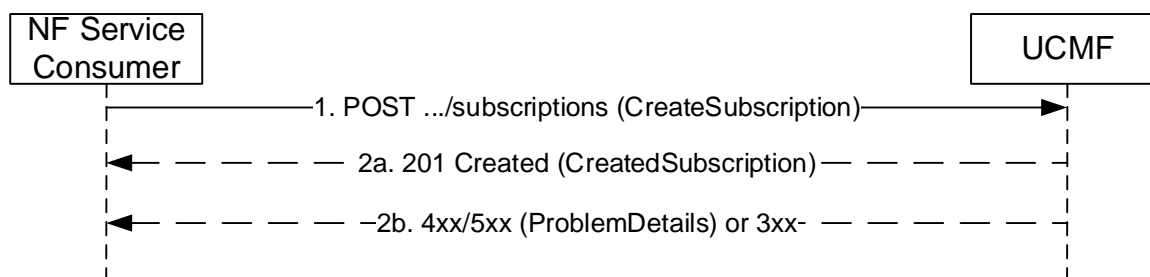 NF Service
Consumer
UCMF
1. POST .../subscriptions (CreateSubscription)
2a. 201 Created (CreatedSubscription)
2b. 4xx/5xx (ProblemDetails) or 3xx